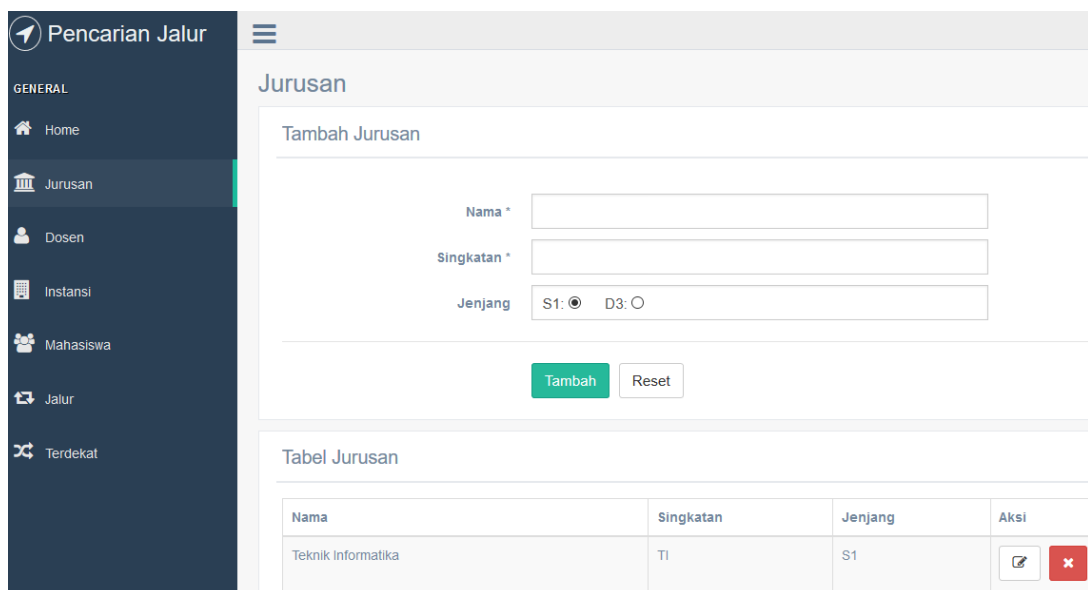 Pencarian Jalur
GENERAL
Home
Jurusan
Dosen
Instansi
Mahasiswa
Jalur
Terdekat
Jurusan
Tambah Jurusan
Nama *
Singkatan *
Jenjang S1: D3:
Tambah Reset
Tabel Jurusan
Nama Singkatan Jenjang Aksi
Teknik Informatika TI S1